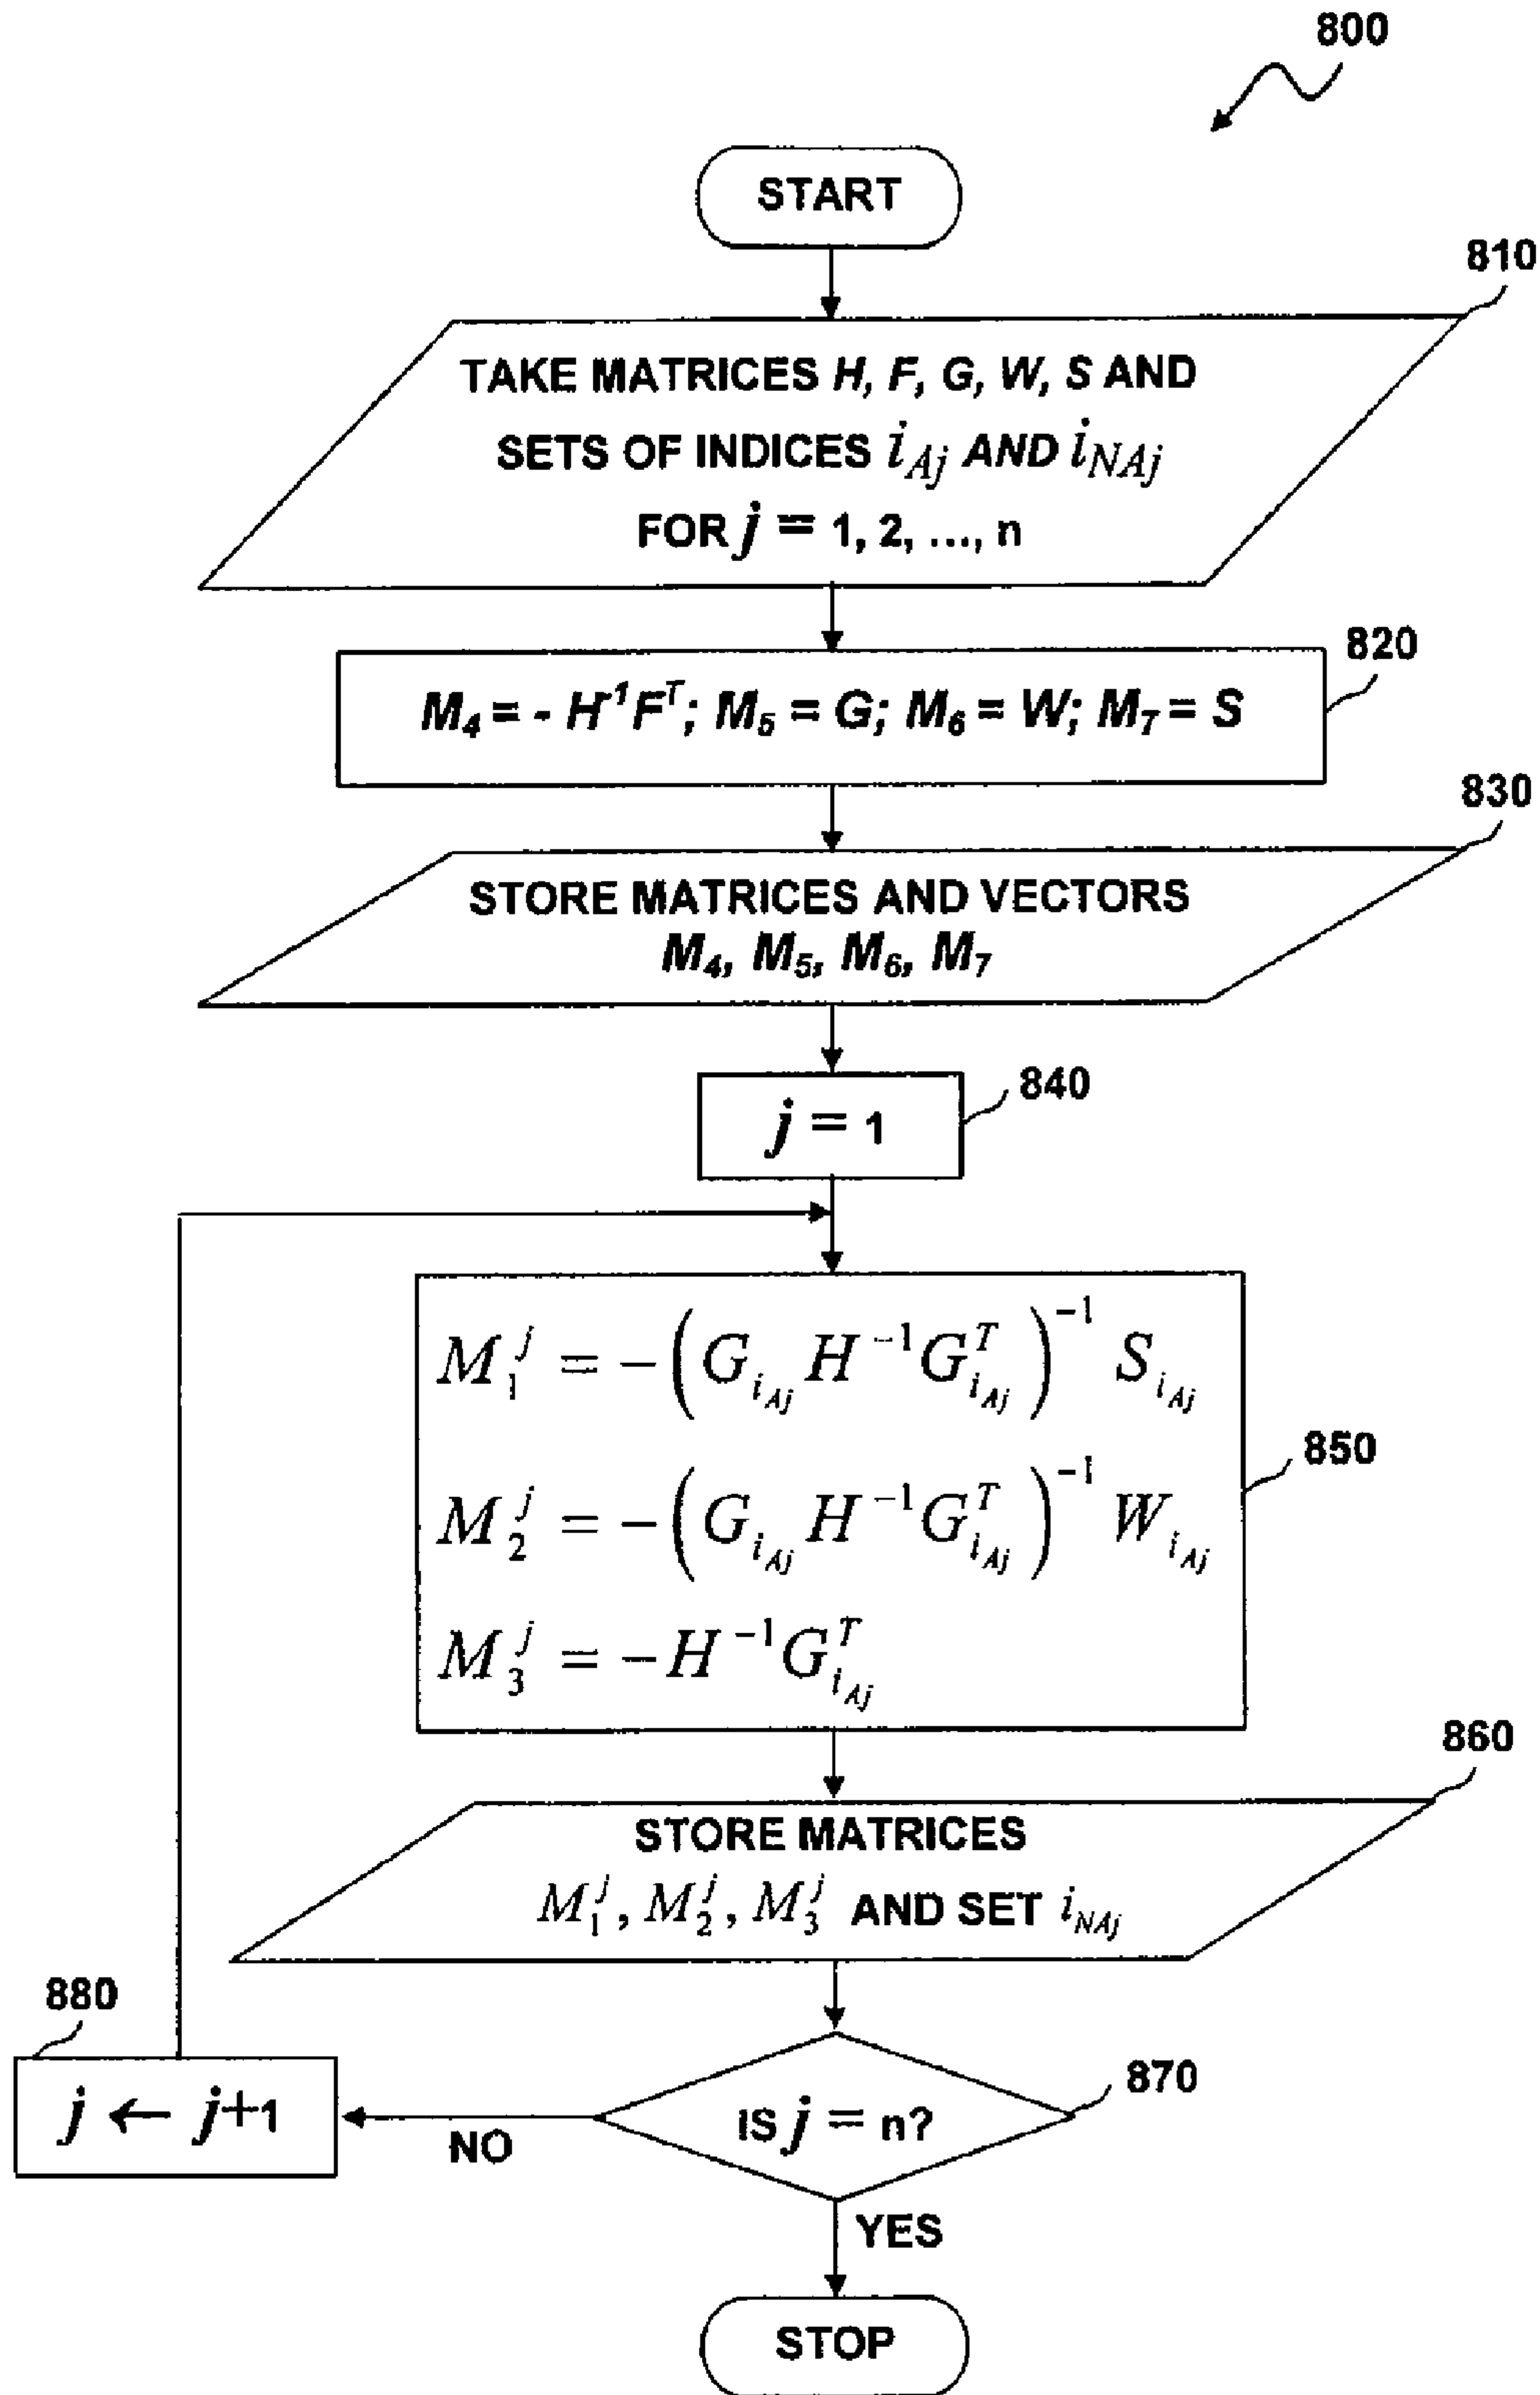 800
START
810
TAKE MATRICES H, F, G, W, S AND
SETS OF INDICES i_{Aj} AND i_{NAj}
FOR j = 1, 2, ..., n
820
M_4 = - H^{-1}F^T; M_5 = G; M_6 = W; M_7 = S
830
STORE MATRICES AND VECTORS
M_4, M_5, M_6, M_7
840
j = 1
850
M_1^j = -(G_{i_{Aj}} H^{-1} G_{i_{Aj}}^T)^{-1} S_{i_{Aj}}
M_2^j = -(G_{i_{Aj}} H^{-1} G_{i_{Aj}}^T)^{-1} W_{i_{Aj}}
M_3^j = -H^{-1} G_{i_{Aj}}^T
860
STORE MATRICES
M_1^j, M_2^j, M_3^j AND SET i_{NAj}
870
IS j = n?
880
j ← j+1
NO
YES
STOP